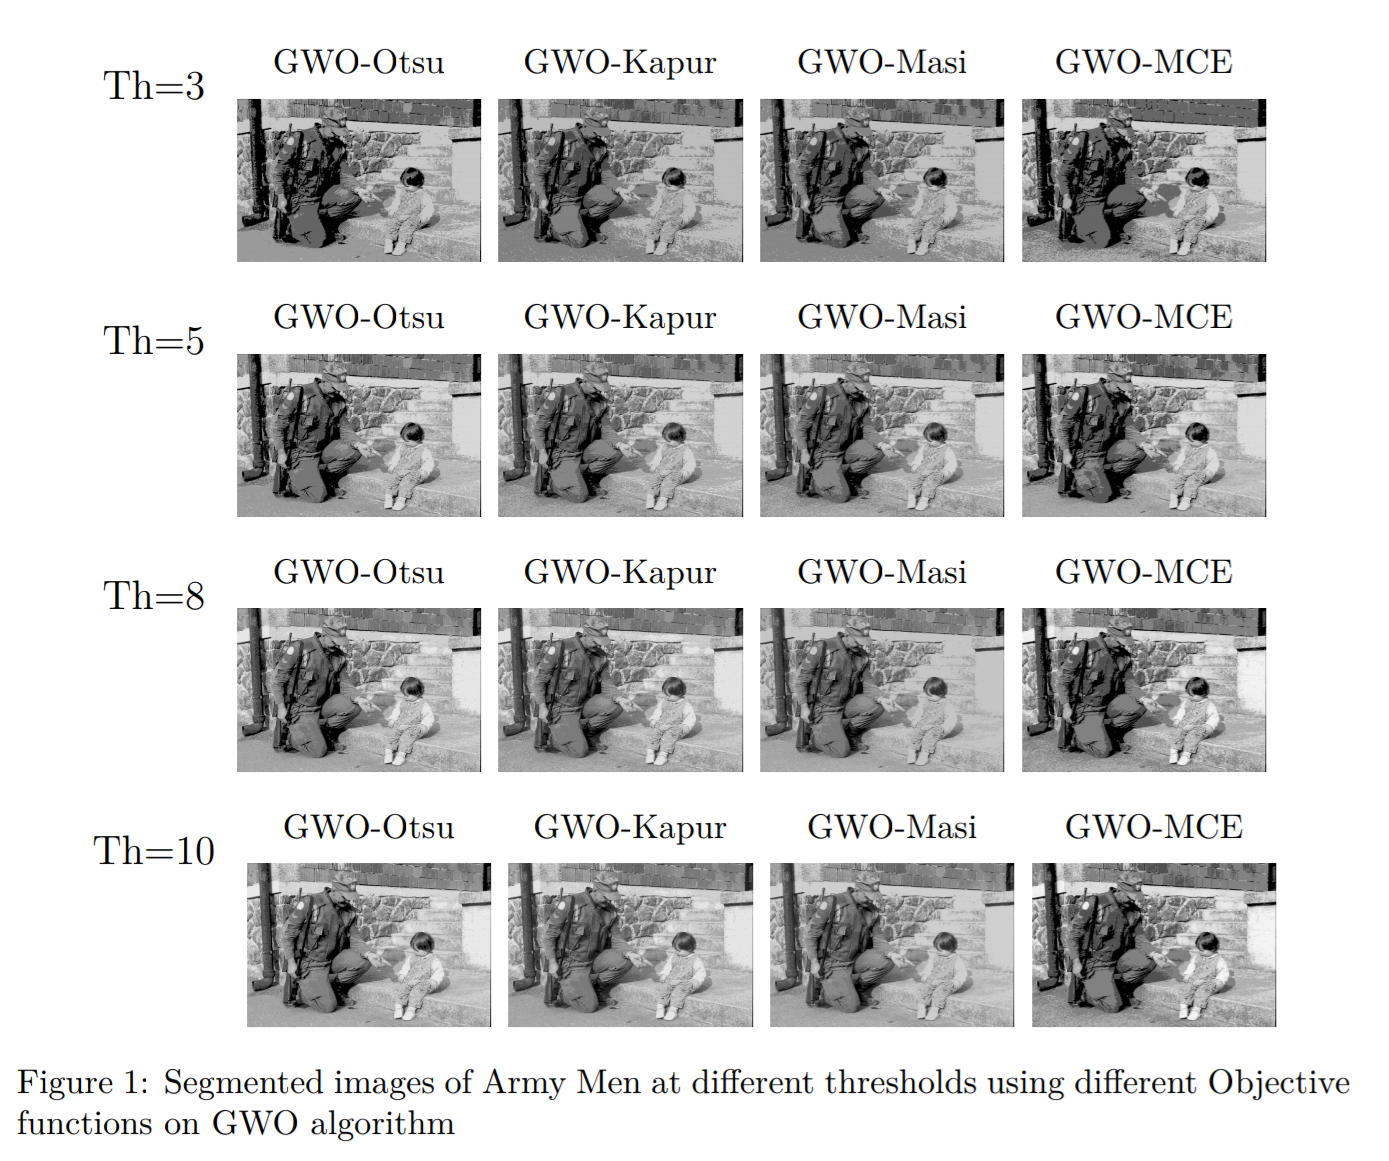 GWO-Otsu GWO-Kapur GWO-Masi GWO-MCE
Th=3
GWO-Otsu GWO-Kapur GWO-Masi GWO-MCE
Th=5
GWO-Otsu GWO-Kapur GWO-Masi GWO-MCE
Th=8
GWO-Otsu GWO-Kapur GWO-Masi GWO-MCE
Th=10
Figure 1: Segmented images of Army Men at different thresholds using different Objective
functions on GWO algorithm